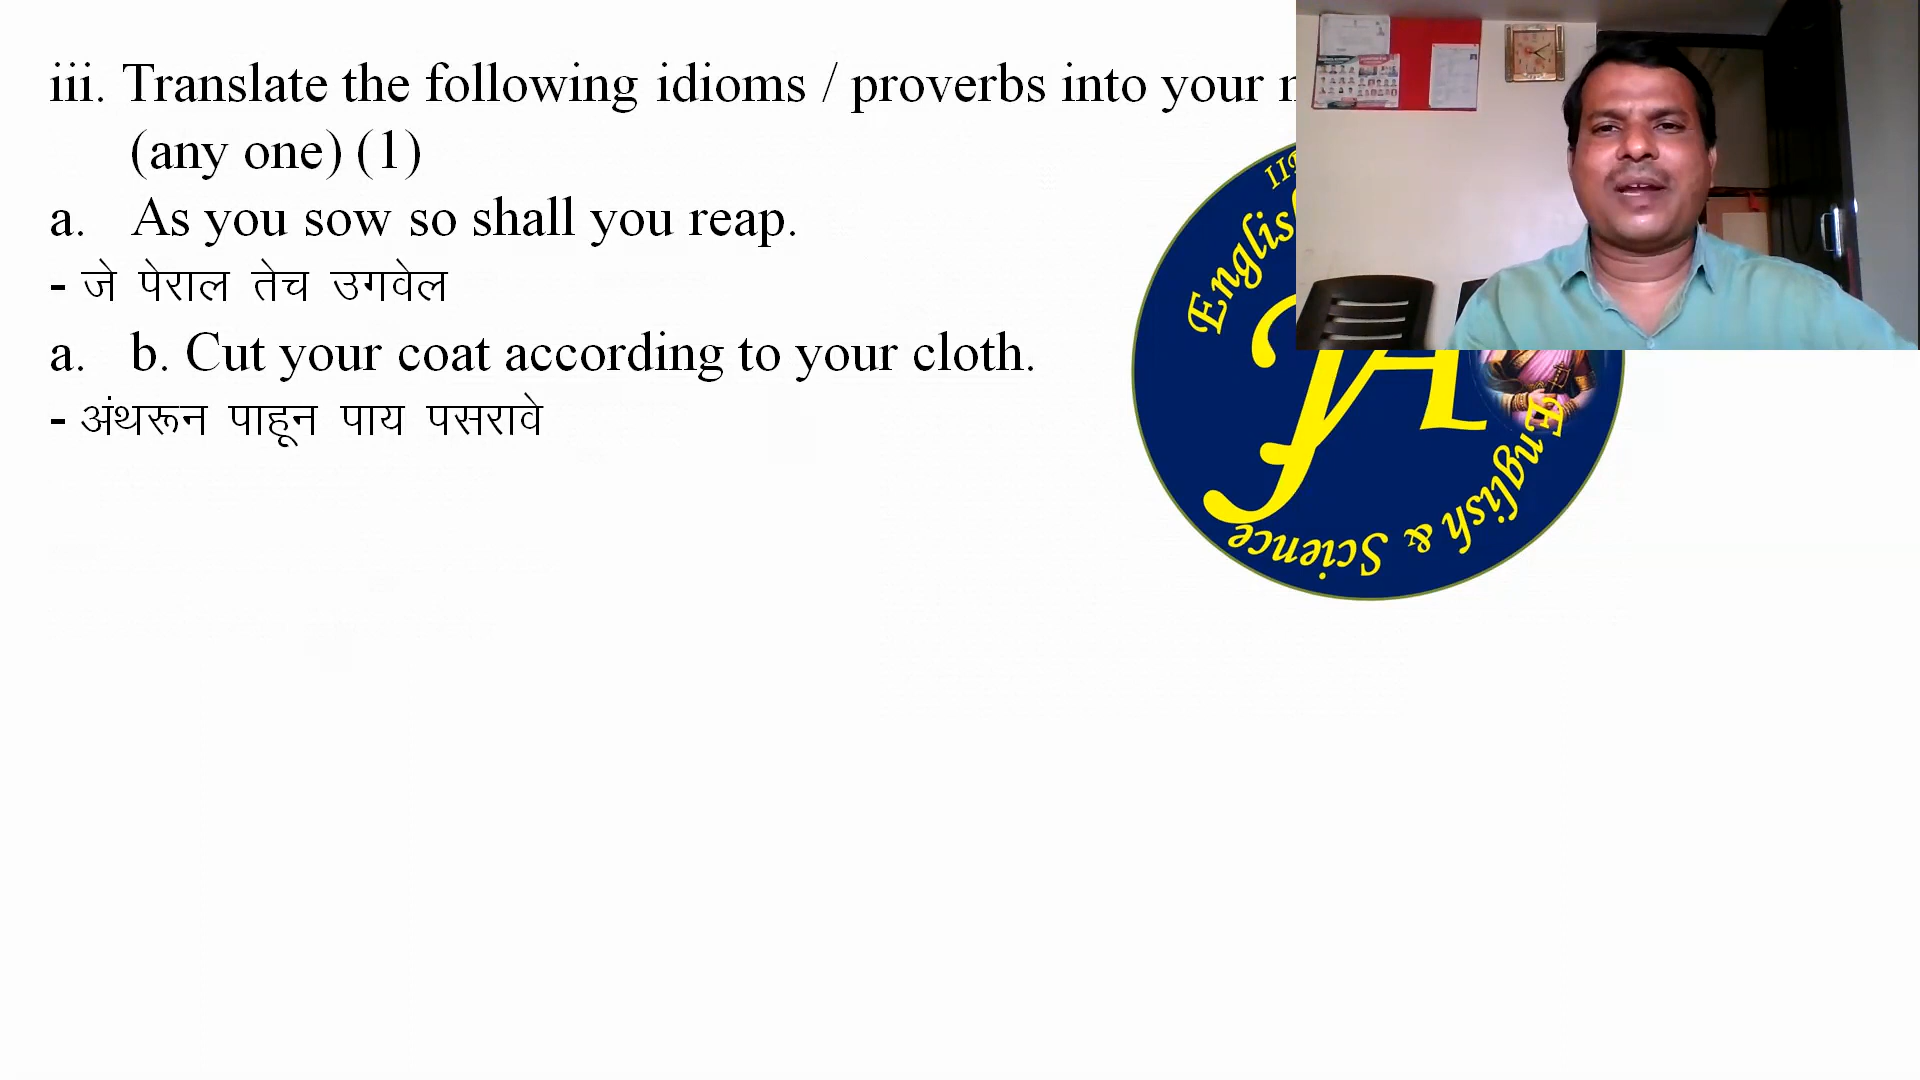 iii. Translate the following idioms / proverbs into your
(any one) (1)
a. As you sow so shall you reap.
- जे पेराल तेच उगवेल
a. b. Cut your coat according to your cloth.
- अंथरून पाहून पाय पसरावे
English & Science
English